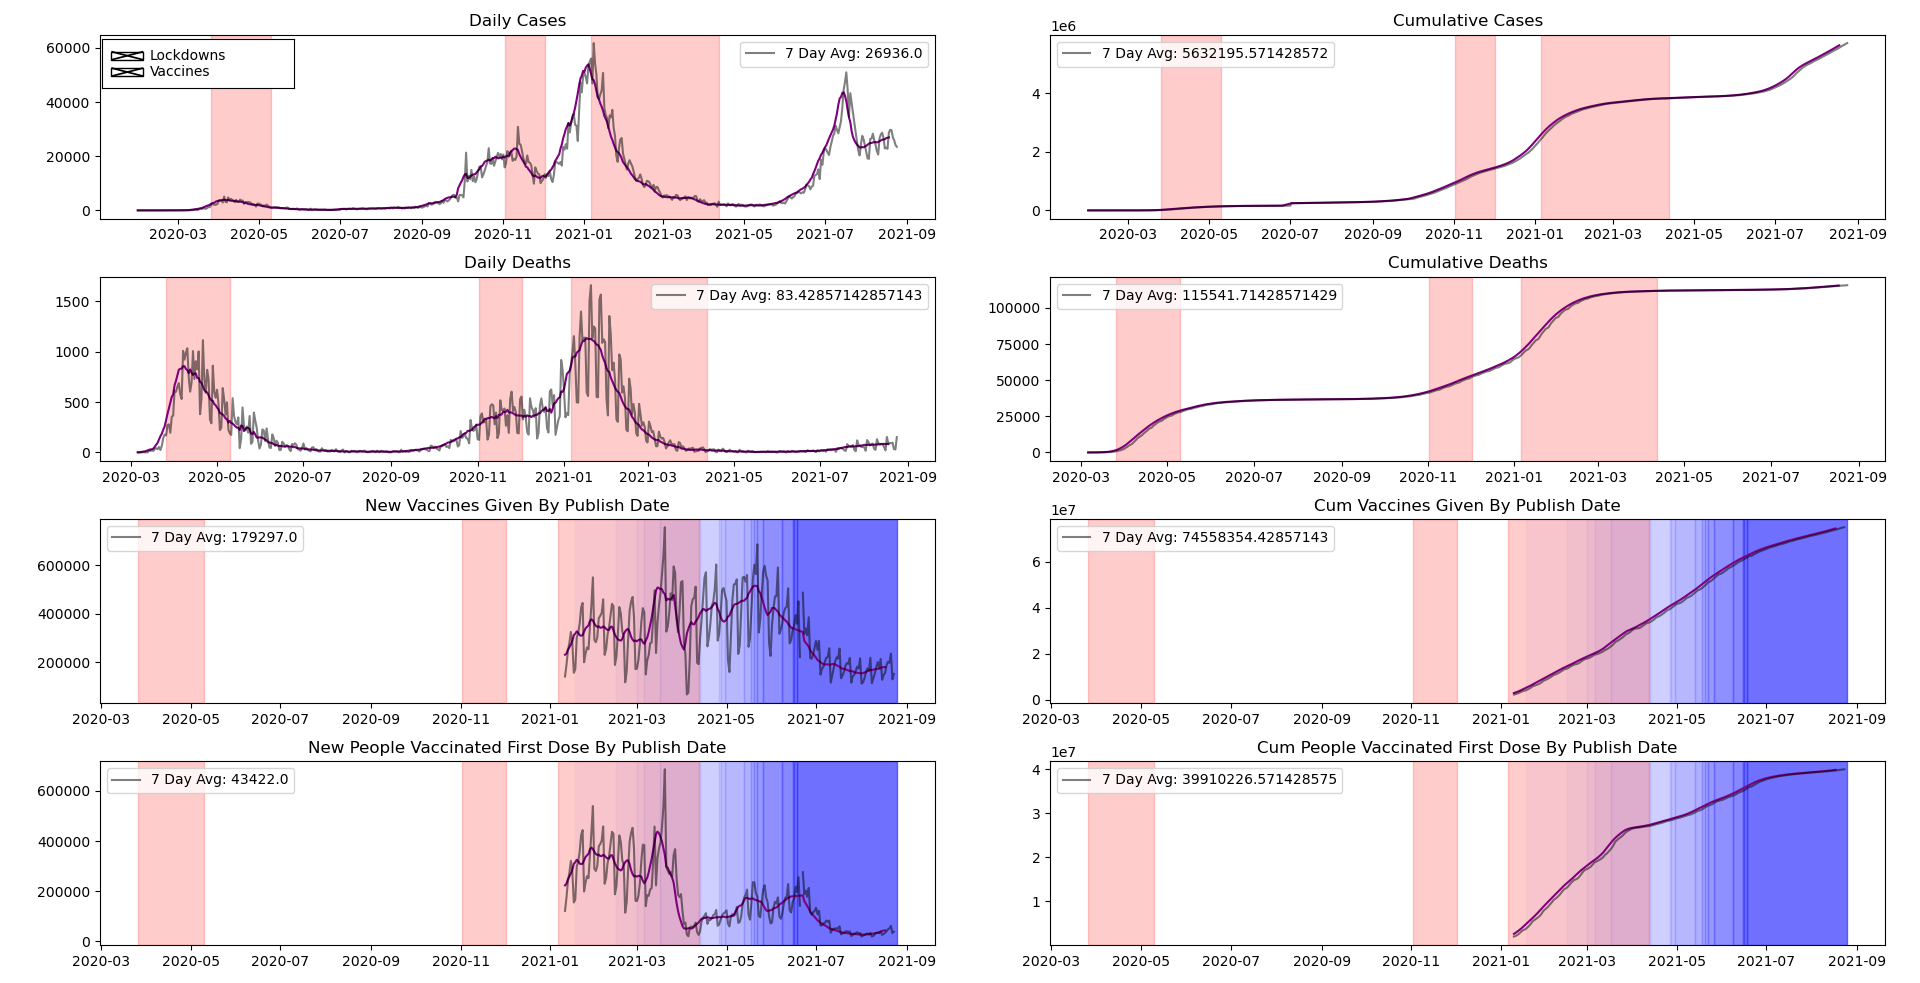 Daily Cases
Lockdowns
Vaccines
7 Day Avg: 26936.0
60000
40000
20000
0
2020-03 2020-05 2020-07 2020-09 2020-11 2021-01 2021-03 2021-05 2021-07 2021-09
Cumulative Cases
1e6
7 Day Avg: 5632195.571428572
4
2
0
2020-03 2020-05 2020-07 2020-09 2020-11 2021-01 2021-03 2021-05 2021-07 2021-09
Daily Deaths
7 Day Avg: 83.42857142857143
1500
1000
500
0
2020-03 2020-05 2020-07 2020-09 2020-11 2021-01 2021-03 2021-05 2021-07 2021-09
Cumulative Deaths
7 Day Avg: 115541.71428571429
100000
75000
50000
25000
0
2020-03 2020-05 2020-07 2020-09 2020-11 2021-01 2021-03 2021-05 2021-07 2021-09
New Vaccines Given By Publish Date
7 Day Avg: 179297.0
600000
400000
200000
2020-03 2020-05 2020-07 2020-09 2020-11 2021-01 2021-03 2021-05 2021-07 2021-09
Cum Vaccines Given By Publish Date
1e7
7 Day Avg: 74558354.42857143
6
4
2
0
2020-03 2020-05 2020-07 2020-09 2020-11 2021-01 2021-03 2021-05 2021-07 2021-09
New People Vaccinated First Dose By Publish Date
7 Day Avg: 43422.0
600000
400000
200000
0
2020-03 2020-05 2020-07 2020-09 2020-11 2021-01 2021-03 2021-05 2021-07 2021-09
Cum People Vaccinated First Dose By Publish Date
1e7
7 Day Avg: 39910226.571428575
4
3
2
1
2020-03 2020-05 2020-07 2020-09 2020-11 2021-01 2021-03 2021-05 2021-07 2021-09